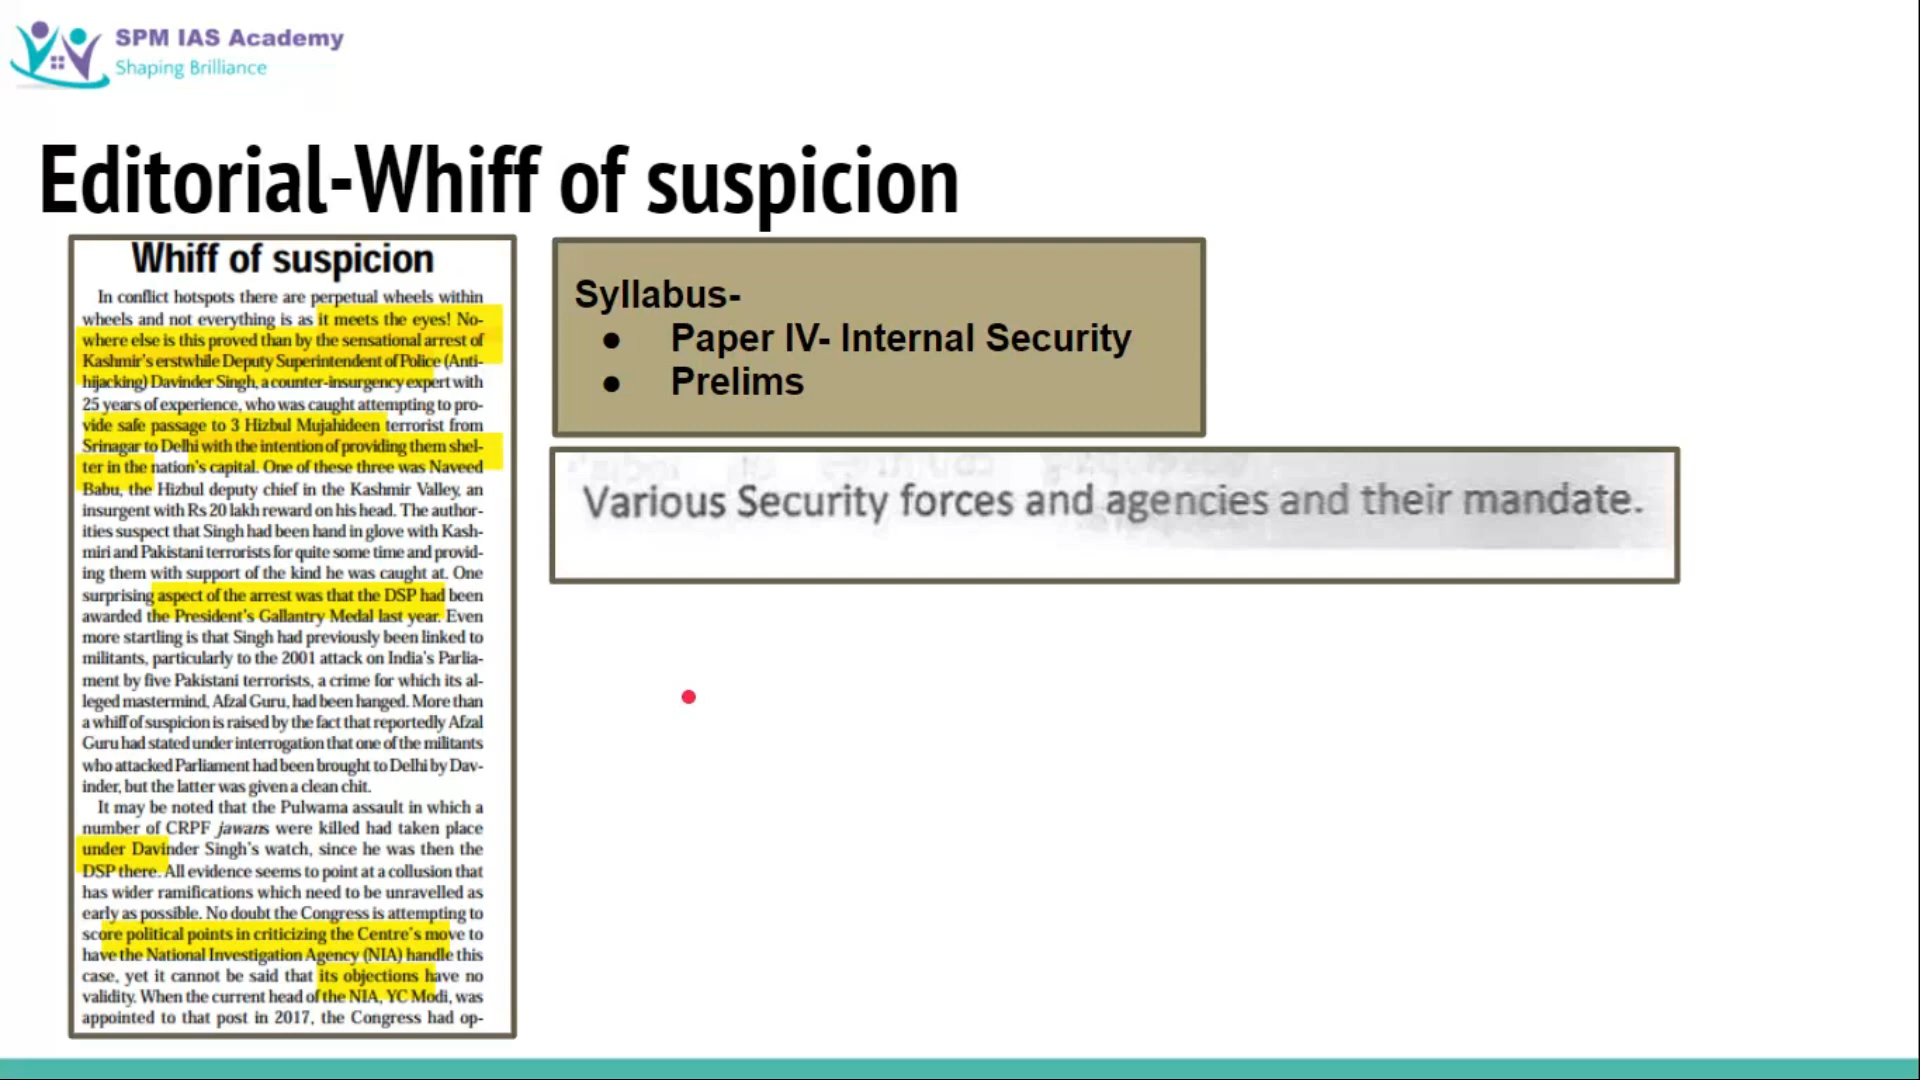 SPM IAS Academy
Shaping Brilliance
Editorial-Whiff of suspicion
Whiff of suspicion
In conflict hotspots there are perpetual wheels within
wheels and not everything is as it meets the eyes! No-
where else is this proved than by the sensational arrest of
Kashmir's erstwhile Deputy Superintendent of Police (Anti-
hijacking) Davinder Singh, a counter-insurgency expert with
25 years of experience, who was caught attempting to pro-
vide safe passage to 3 Hizbul Mujahideen terrorist from
Srinagar to Delhi with the intention of providing them shel-
ter in the nation's capital. One of these three was Naveed
Babu, the Hizbul deputy chief in the Kashmir Valley, an
insurgent with Rs 20 lakh reward on his head. The author-
ities suspect that Singh had been hand in glove with Kash-
miri and Pakistani terrorists for quite some time and provid-
ing them with support of the kind he was caught at. One
surprising aspect of the arrest was that the DSP had been
awarded the President's Gallantry Medal last year. Even
more startling is that Singh had previously been linked to
militants, particularly to the 2001 attack on India's Parlia-
ment by five Pakistani terrorists, a crime for which its al-
leged mastermind, Afzal Guru, had been hanged. More than
a whiff of suspicion is raised by the fact that reportedly Afzal
Guru had stated under interrogation that one of the militants
who attacked Parliament had been brought to Delhi by Dav-
inder, but the latter was given a clean chit.
It may be noted that the Pulwama assault in which a
number of CRPF jawans were killed had taken place
under Davinder Singh's watch, since he was then the
DSP there. All evidence seems to point at a collusion that
has wider ramifications which need to be unravelled as
early as possible. No doubt the Congress is attempting to
score political points in criticizing the Centre's move to
have the National Investigation Agency (NIA) handle this
case, yet it cannot be said that its objections have no
validity. When the current head of the NIA, YC Modi, was
appointed to that post in 2017, the Congress had op-
Syllabus-
● Paper IV- Internal Security
● Prelims
Various Security forces and agencies and their mandate.